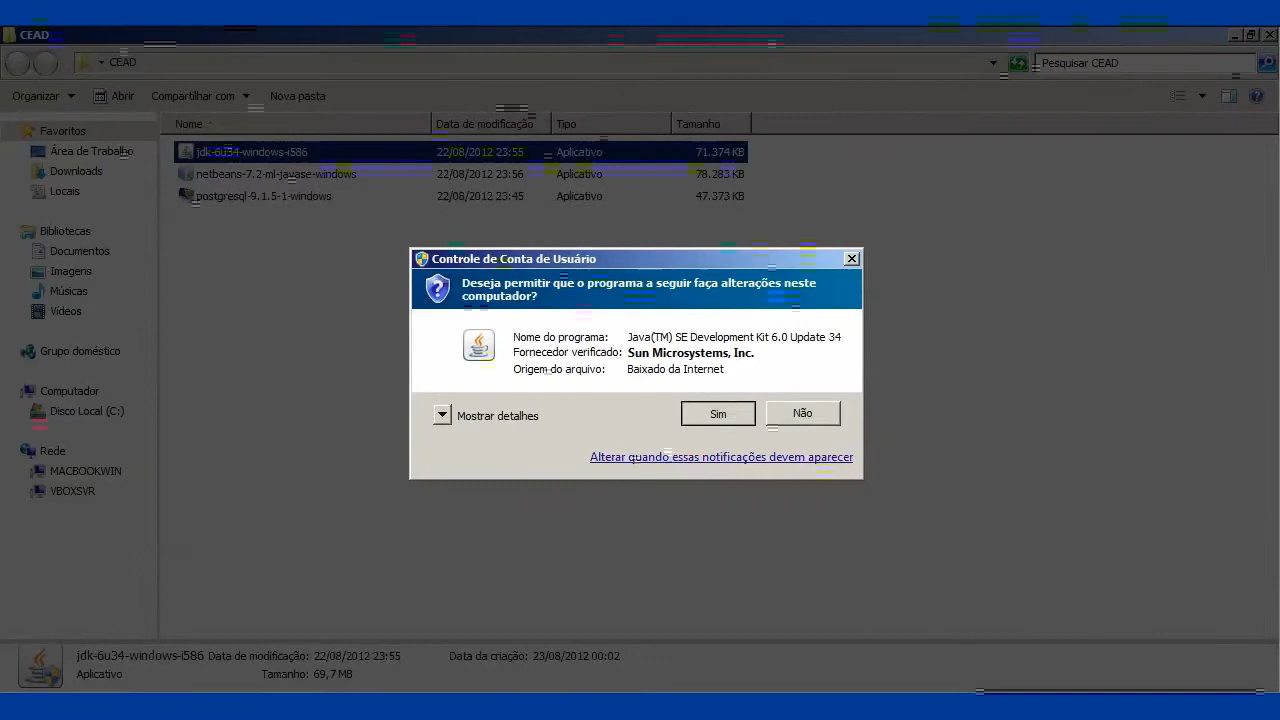 CEAD
CEAD
Pesquisar CEAD
Organizar Abrir Compartilhar com Nova pasta
Nome Data de modificação Tipo Tamanho
Favoritos
Área de Trabalho
Downloads
Locais
Bibliotecas
Documentos
Imagens
Músicas
Vídeos
Grupo doméstico
Computador
Disco Local (C:)
Rede
MACBOOKWIN
VBOXSVR
jdk-6u34-windows-i586 22/08/2012 23:55 Aplicativo 71.374 KB
netbeans-7.2-ml-javase-windows 22/08/2012 23:56 Aplicativo 78.283 KB
postgresql-9.1.5-1-windows 22/08/2012 23:45 Aplicativo 47.373 KB
Controle de Conta de Usuário
Deseja permitir que o programa a seguir faça alterações neste
computador?
Nome do programa: Java(TM) SE Development Kit 6.0 Update 34
Fornecedor verificado: Sun Microsystems, Inc.
Origem do arquivo: Baixado da Internet
Mostrar detalhes
Sim
Não
Alterar quando essas notificações devem aparecer
jdk-6u34-windows-i586 Data de modificação: 22/08/2012 23:55 Data da criação: 23/08/2012 00:02
Aplicativo Tamanho: 69,7 MB